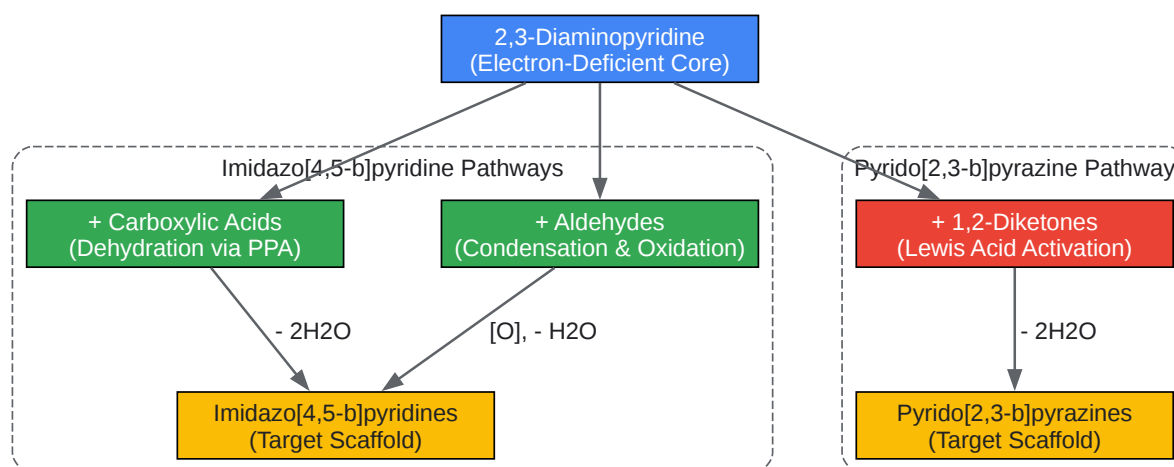 2,3-Diaminopyridine
(Electron-Deficient Core)
Imidazo[4,5-b]pyridine Pathways
Pyrido[2,3-b]pyrazine Pathway
+ Carboxylic Acids
(Dehydration via PPA)
+ Aldehydes
(Condensation & Oxidation)
+ 1,2-Diketones
(Lewis Acid Activation)
- 2H2O
[O], - H2O
- 2H2O
Imidazo[4,5-b]pyridines
(Target Scaffold)
Pyrido[2,3-b]pyrazines
(Target Scaffold)